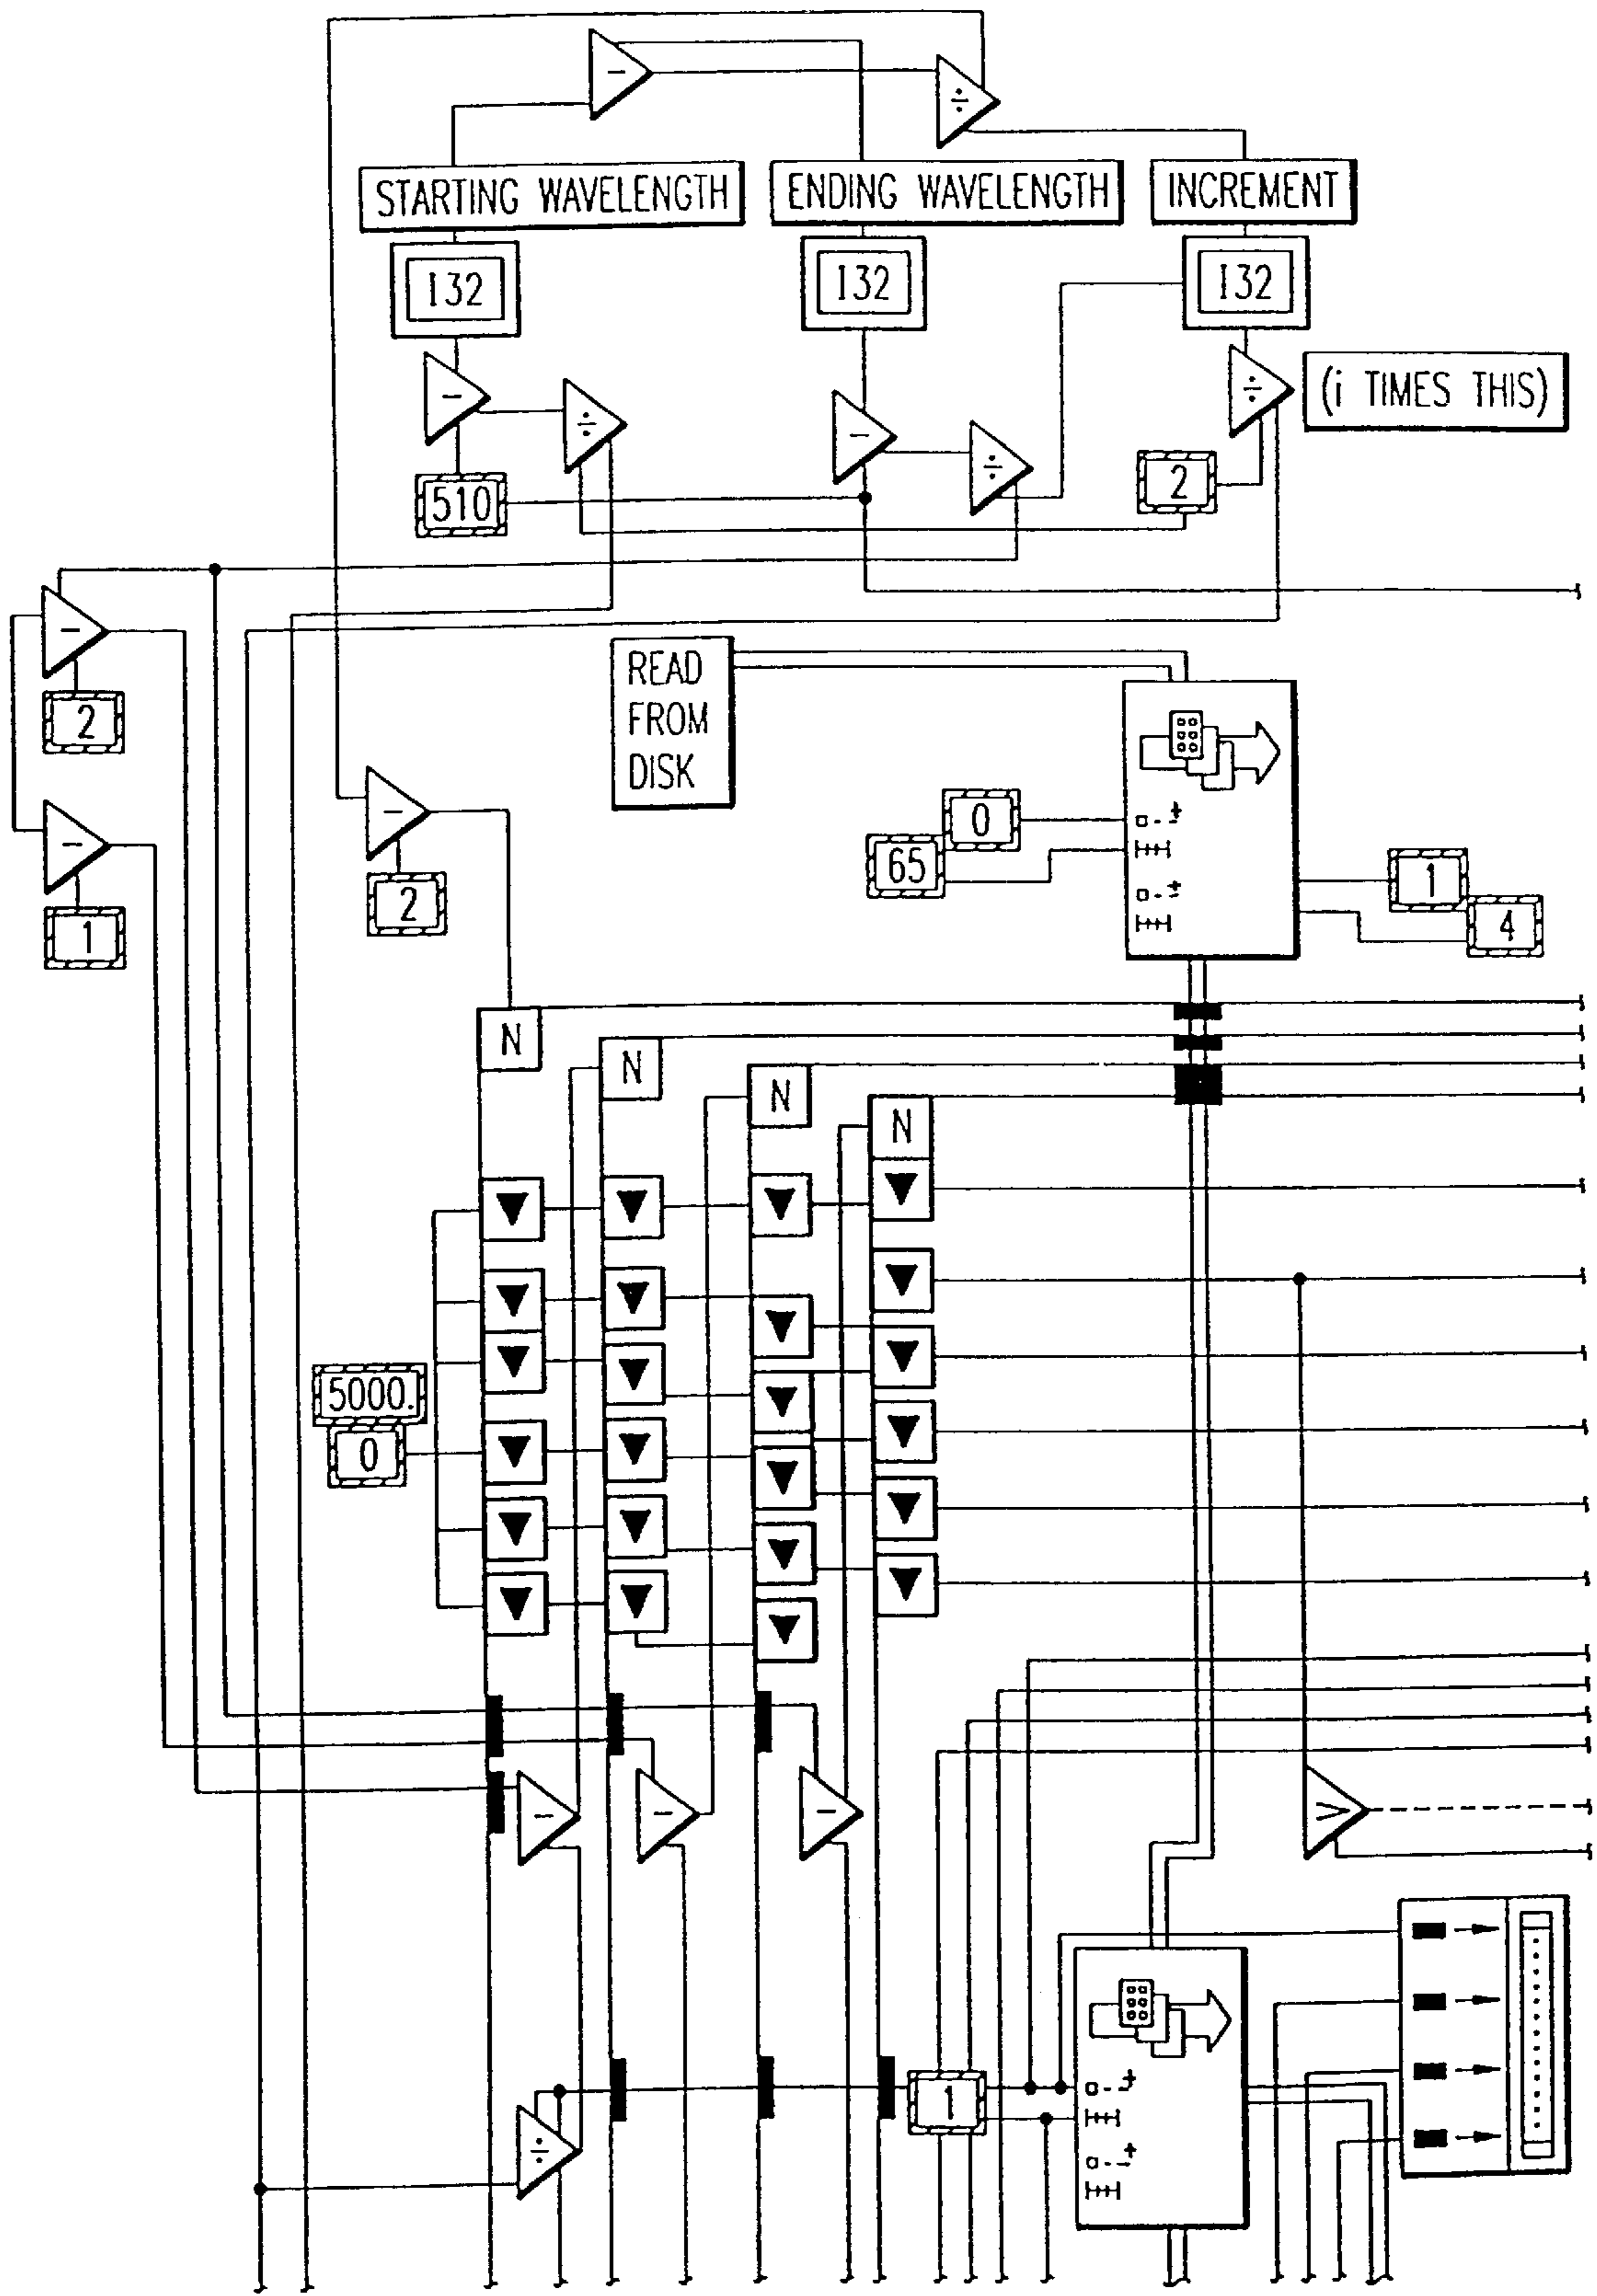 −
÷
STARTING WAVELENGTH
ENDING WAVELENGTH
INCREMENT
I32
I32
I32
−
÷
−
÷
÷
(i TIMES THIS)
510
2
−
2
READ
FROM
DISK
−
−
0
65
1
4
1
2
N
N
N
N
5000.
0
−
−
−
>
1
÷